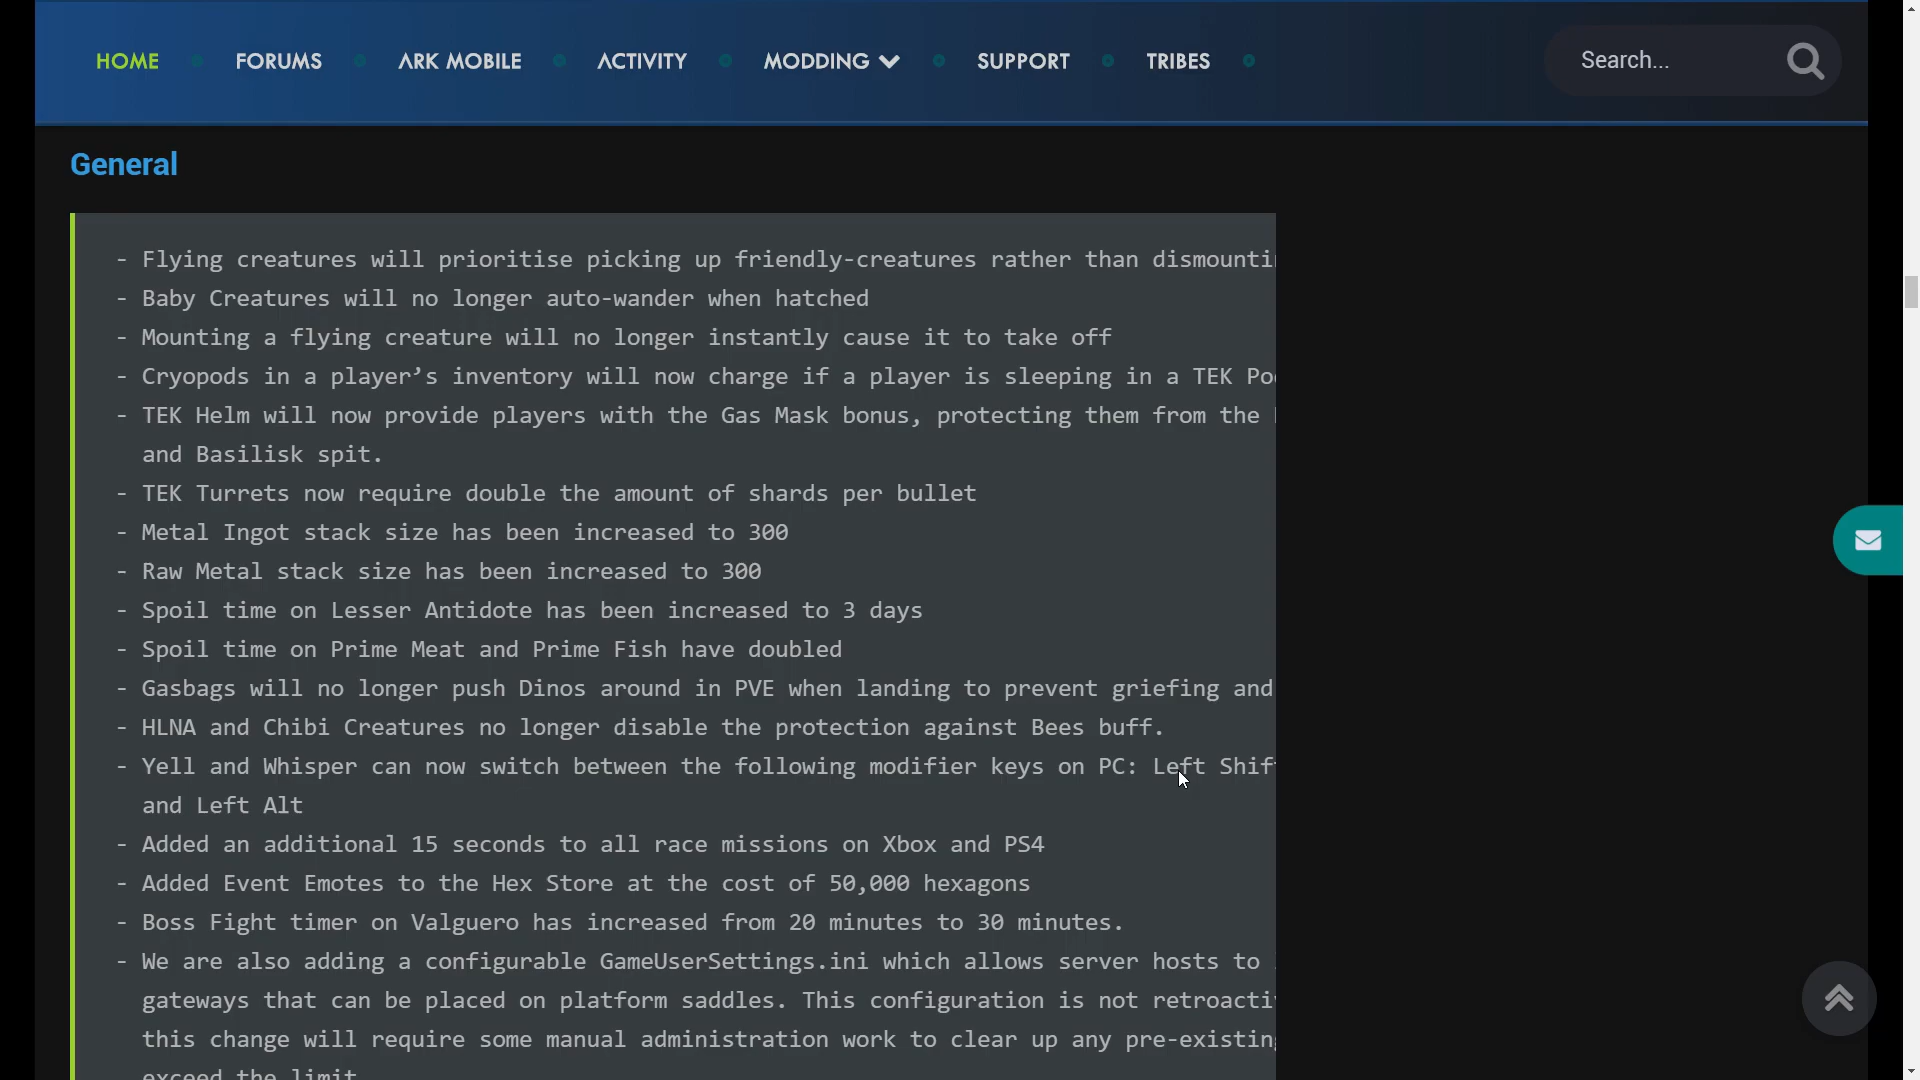 HOME FORUMS ARK MOBILE ACTIVITY MODDING SUPPORT TRIBES Search...
General
- Flying creatures will prioritise picking up friendly-creatures rather than
- Baby Creatures will no longer auto-wander when hatched
- Mounting a flying creature will no longer instantly cause it to take off
- Cryopods in a player’s inventory will now charge if a player is sleeping in a TEK
- TEK Helm will now provide players with the Gas Mask bonus, protecting them from the
and Basilisk spit.
- TEK Turrets now require double the amount of shards per bullet
- Metal Ingot stack size has been increased to 300
- Raw Metal stack size has been increased to 300
- Spoil time on Lesser Antidote has been increased to 3 days
- Spoil time on Prime Meat and Prime Fish have doubled
- Gasbags will no longer push Dinos around in PVE when landing to prevent griefing and
- HLNA and Chibi Creatures no longer disable the protection against Bees buff.
- Yell and Whisper can now switch between the following modifier keys on PC: Left
and Left Alt
- Added an additional 15 seconds to all race missions on Xbox and PS4
- Added Event Emotes to the Hex Store at the cost of 50,000 hexagons
- Boss Fight timer on Valguero has increased from 20 minutes to 30 minutes.
- We are also adding a configurable GameUserSettings.ini which allows server hosts to
gateways that can be placed on platform saddles. This configuration is not
this change will require some manual administration work to clear up any
exceed the limit